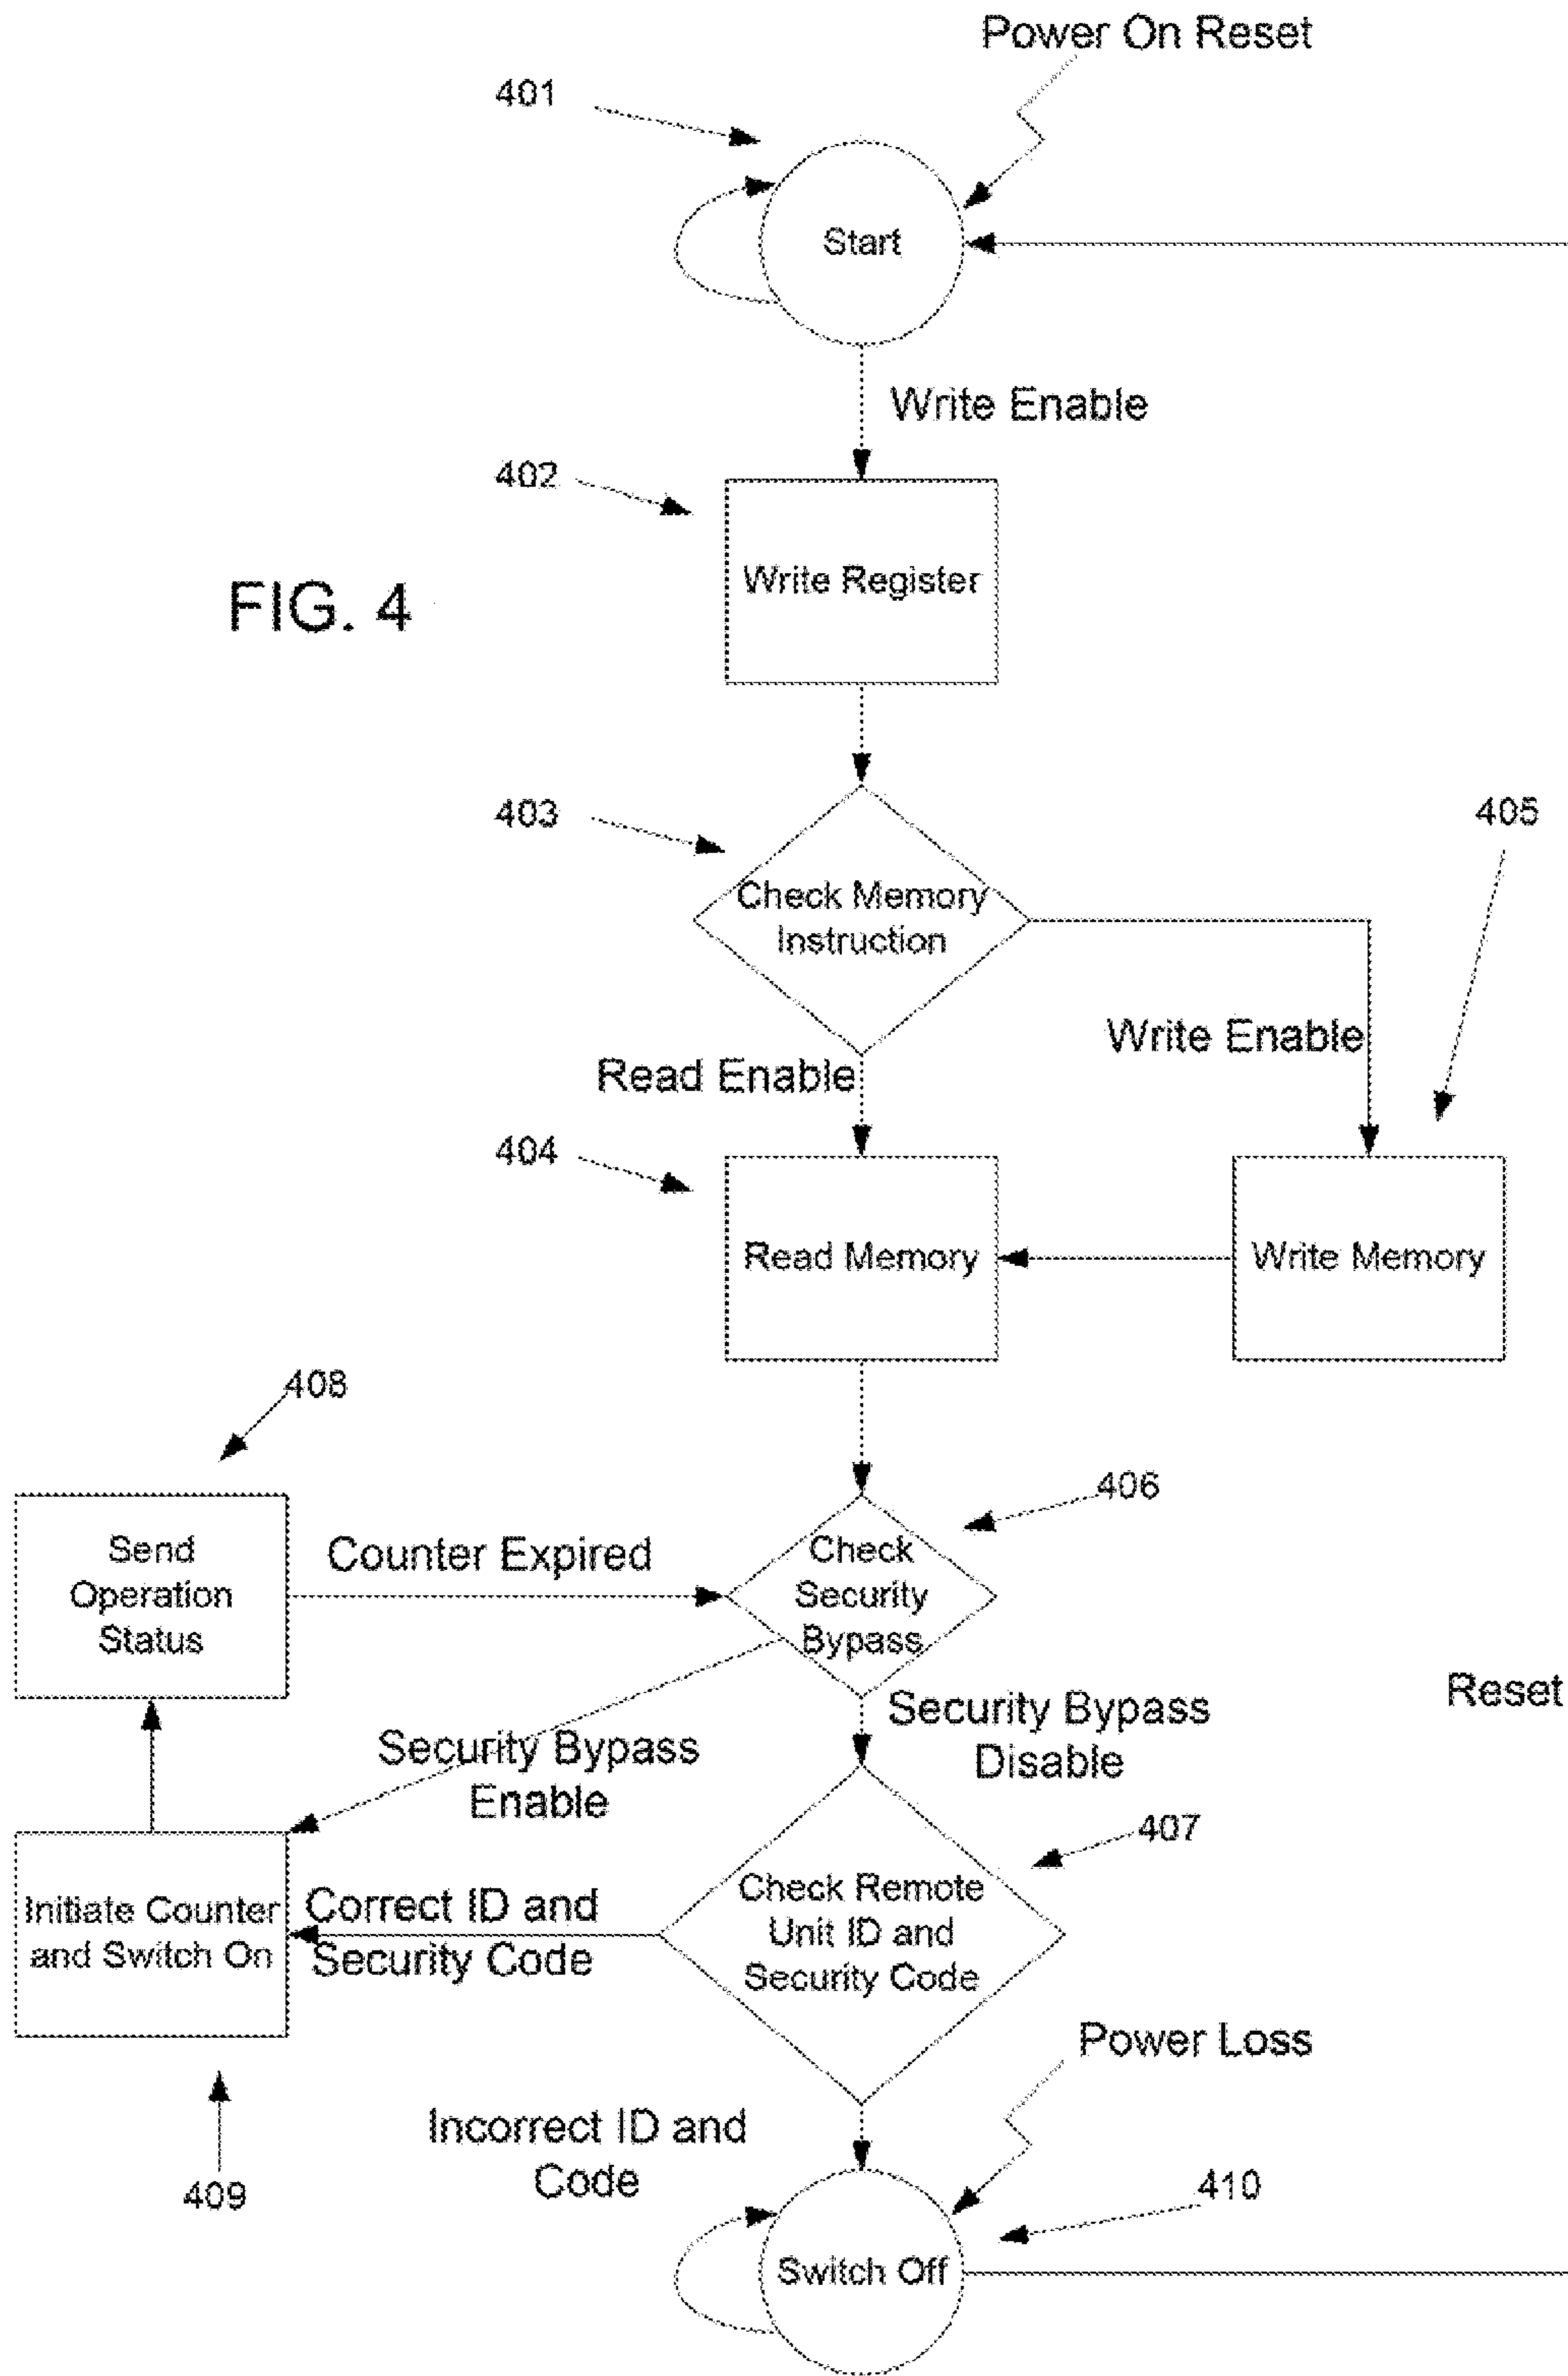 Power On Reset
401
Start
Write Enable
402
Write Register
FIG. 4
403
405
Check Memory
Instruction
Write Enable
Read Enable
404
Read Memory
Write Memory
408
406
Send
Operation
Status
Counter Expired
Check
Security
Bypass
Reset
Security Bypass
Disable
Security Bypass
Enable
407
Check Remote
Unit ID and
Security Code
Correct ID and
Security Code
Initiate Counter
and Switch On
Power Loss
Incorrect ID and
Code
409
410
Switch Off